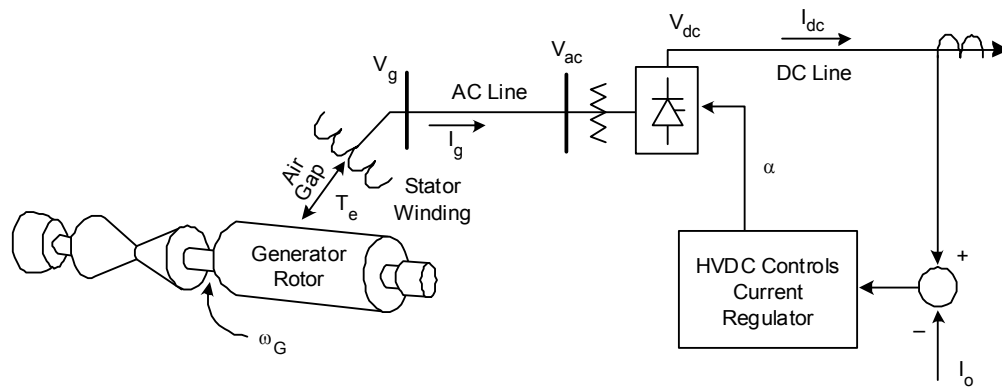 V_dc
I_dc
V_g
V_ac
AC Line
DC Line
I_g
Air
Gap
T_e
Stator
Winding
α
Generator
Rotor
HVDC Controls
Current
Regulator
+
−
ω_G
I_o